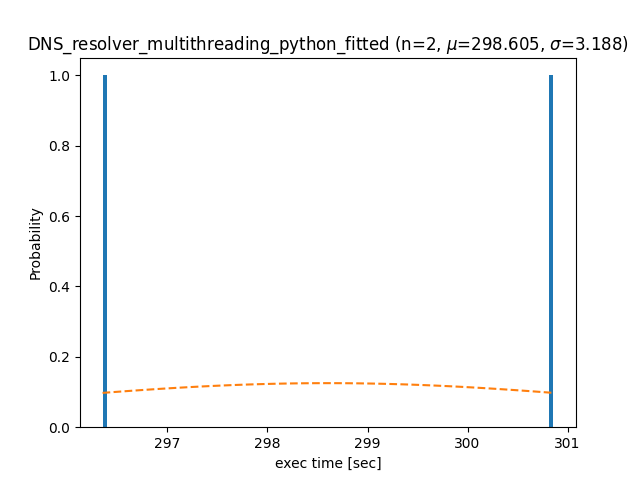 DNS_resolver_multithreading_python_fitted (n=2, μ=298.605, σ=3.188)
1.0
0.8
0.6
0.4
0.2
0.0
Probability
297 298 299 300 301
exec time [sec]